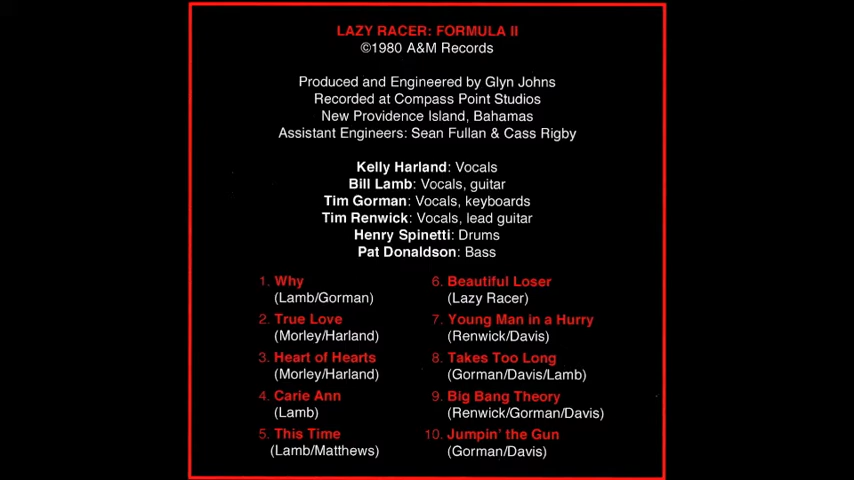 LAZY RACER: FORMULA II
©1980 A&M Records
Produced and Engineered by Glyn Johns
Recorded at Compass Point Studios
New Providence Island, Bahamas
Assistant Engineers: Sean Fullan & Cass Rigby
Kelly Harland: Vocals
Bill Lamb: Vocals, guitar
Tim Gorman: Vocals, keyboards
Tim Renwick: Vocals, lead guitar
Henry Spinetti: Drums
Pat Donaldson: Bass
1. Why
(Lamb/Gorman)
2. True Love
(Morley/Harland)
3. Heart of Hearts
(Morley/Harland)
4. Carie Ann
(Lamb)
5. This Time
(Lamb/Matthews)
6. Beautiful Loser
(Lazy Racer)
7. Young Man in a Hurry
(Renwick/Davis)
8. Takes Too Long
(Gorman/Davis/Lamb)
9. Big Bang Theory
(Renwick/Gorman/Davis)
10. Jumpin' the Gun
(Gorman/Davis)